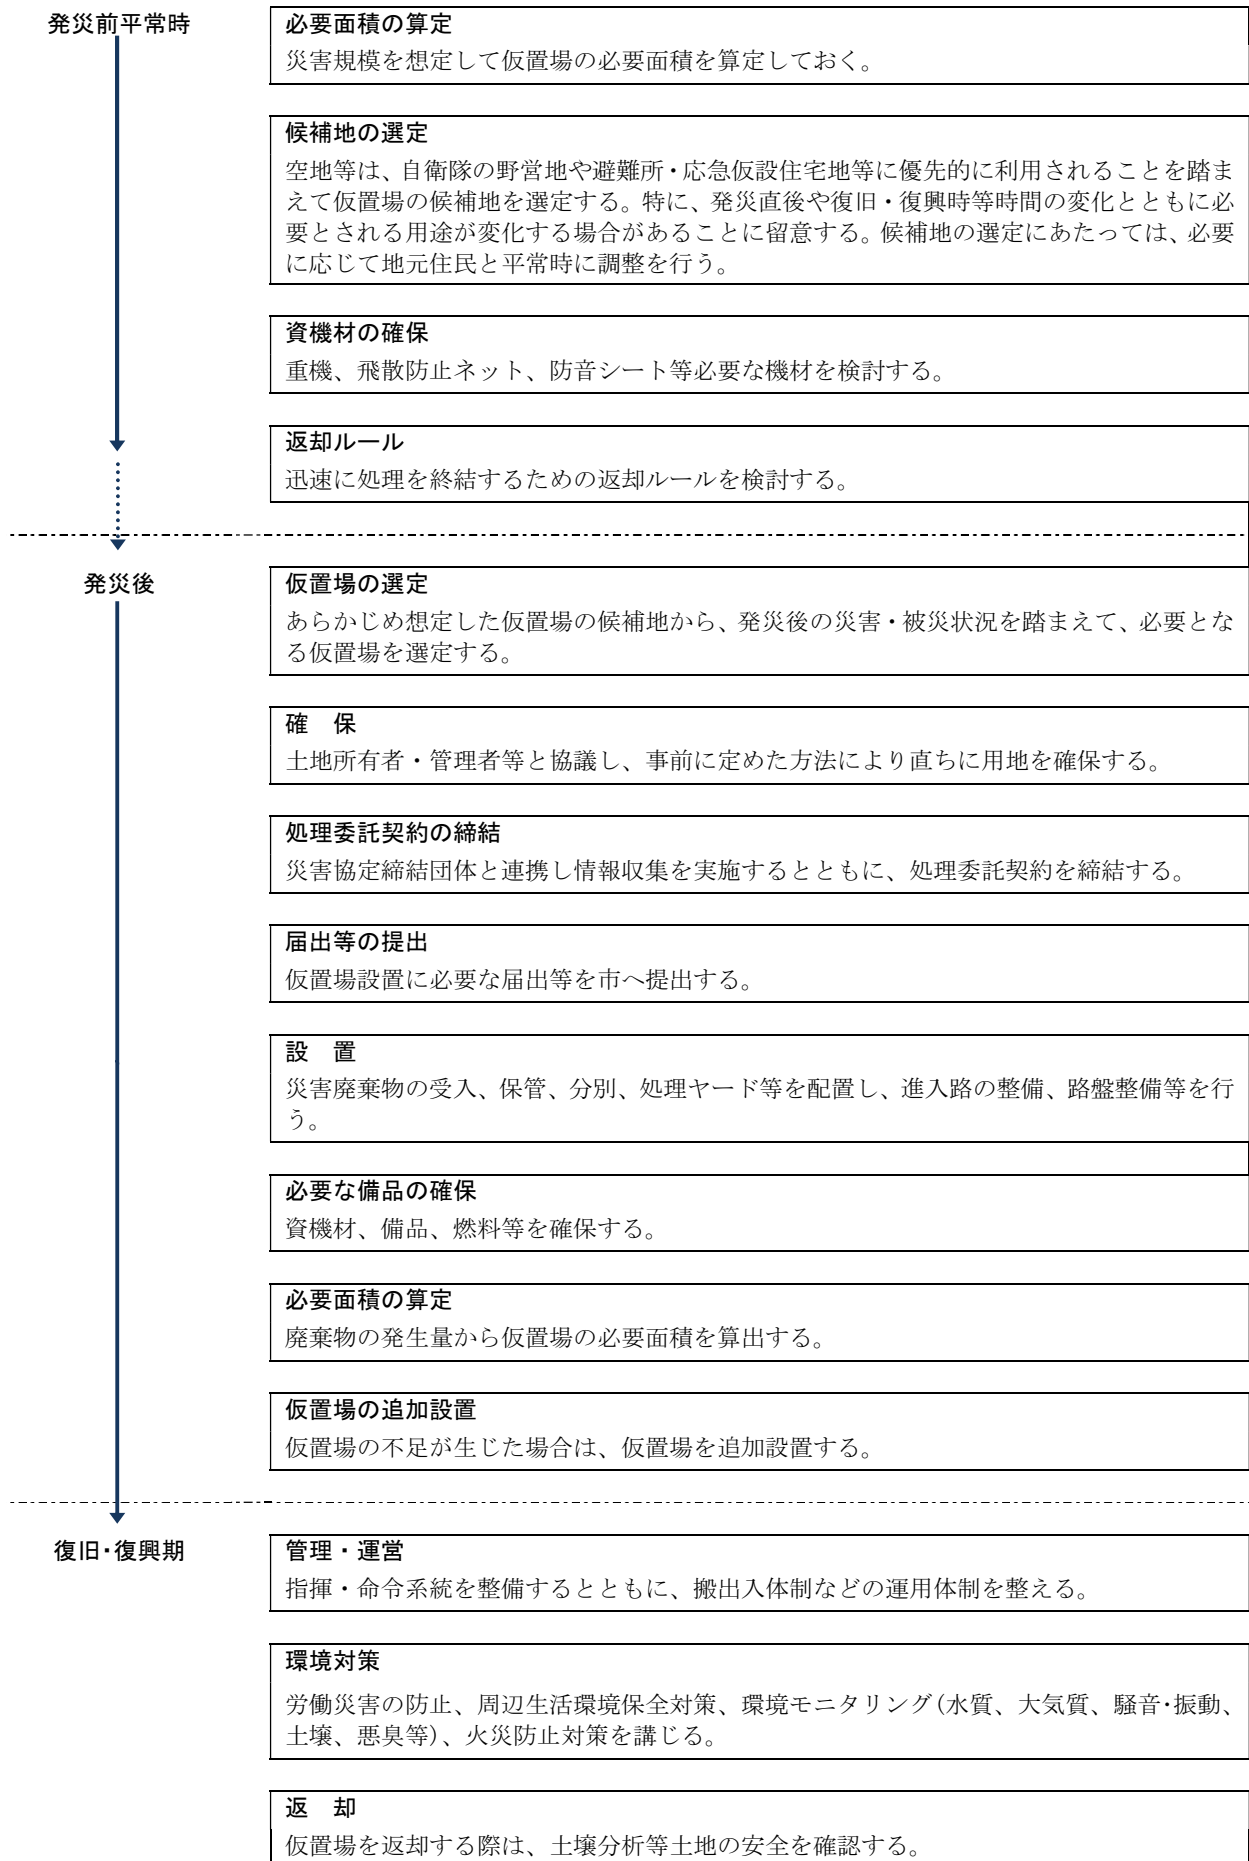 発災前平常時
必要面積の算定
災害規模を想定して仮置場の必要面積を算定しておく。
候補地の選定
空地等は、自衛隊の野営地や避難所・応急仮設住宅地等に優先的に利用されることを踏ま
えて仮置場の候補地を選定する。特に、発災直後や復旧・復興時等時間の変化とともに必
要とされる用途が変化する場合があることに留意する。候補地の選定にあたっては、必要
に応じて地元住民と平常時に調整を行う。
資機材の確保
重機、飛散防止ネット、防音シート等必要な機材を検討する。
返却ルール
迅速に処理を終結するための返却ルールを検討する。
発災後
仮置場の選定
あらかじめ想定した仮置場の候補地から、発災後の災害・被災状況を踏まえて、必要とな
る仮置場を選定する。
確　保
土地所有者・管理者等と協議し、事前に定めた方法により直ちに用地を確保する。
処理委託契約の締結
災害協定締結団体と連携し情報収集を実施するとともに、処理委託契約を締結する。
届出等の提出
仮置場設置に必要な届出等を市へ提出する。
設　置
災害廃棄物の受入、保管、分別、処理ヤード等を配置し、進入路の整備、路盤整備等を行
う。
必要な備品の確保
資機材、備品、燃料等を確保する。
必要面積の算定
廃棄物の発生量から仮置場の必要面積を算出する。
仮置場の追加設置
仮置場の不足が生じた場合は、仮置場を追加設置する。
復旧・復興期
管理・運営
指揮・命令系統を整備するとともに、搬出入体制などの運用体制を整える。
環境対策
労働災害の防止、周辺生活環境保全対策、環境モニタリング(水質、大気質、騒音・振動、
土壌、悪臭等)、火災防止対策を講じる。
返　却
仮置場を返却する際は、土壌分析等土地の安全を確認する。